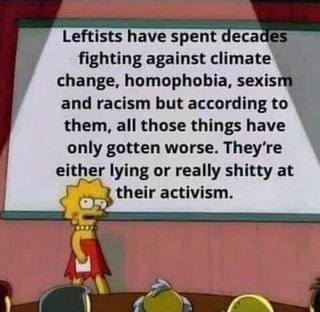 Leftists have spent decades
fighting against climate
change, homophobia, sexism
and racism but according to
them, all those things have
only gotten worse. They're
either lying or really shitty at
their activism.